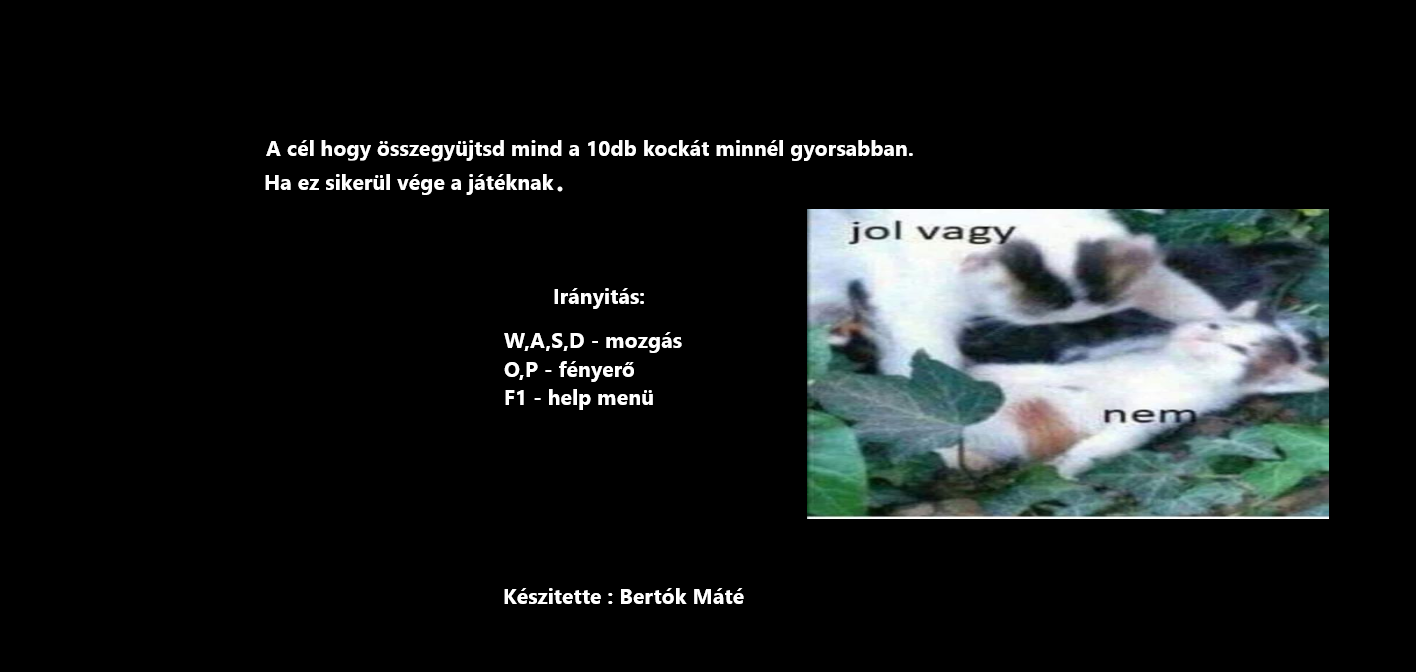 A cél hogy összegyüjtsd mind a 10db kockát minnél gyorsabban.
Ha ez sikerül vége a játéknak.
jol vagy
nem
Irányitás:
W,A,S,D - mozgás
O,P - fényerő
F1 - help menü
Készitette : Bertók Máté